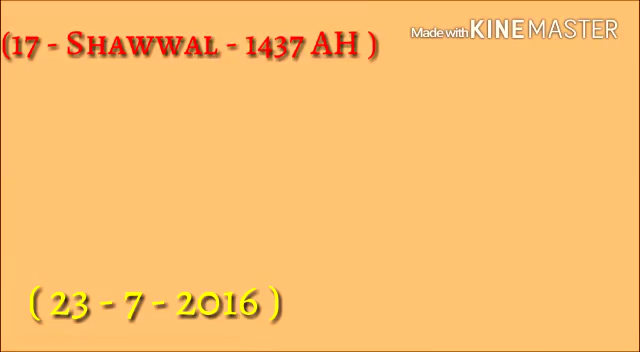 (17 - Shawwal - 1437 AH )
Made with KINEMASTER
( 23 - 7 - 2016 )